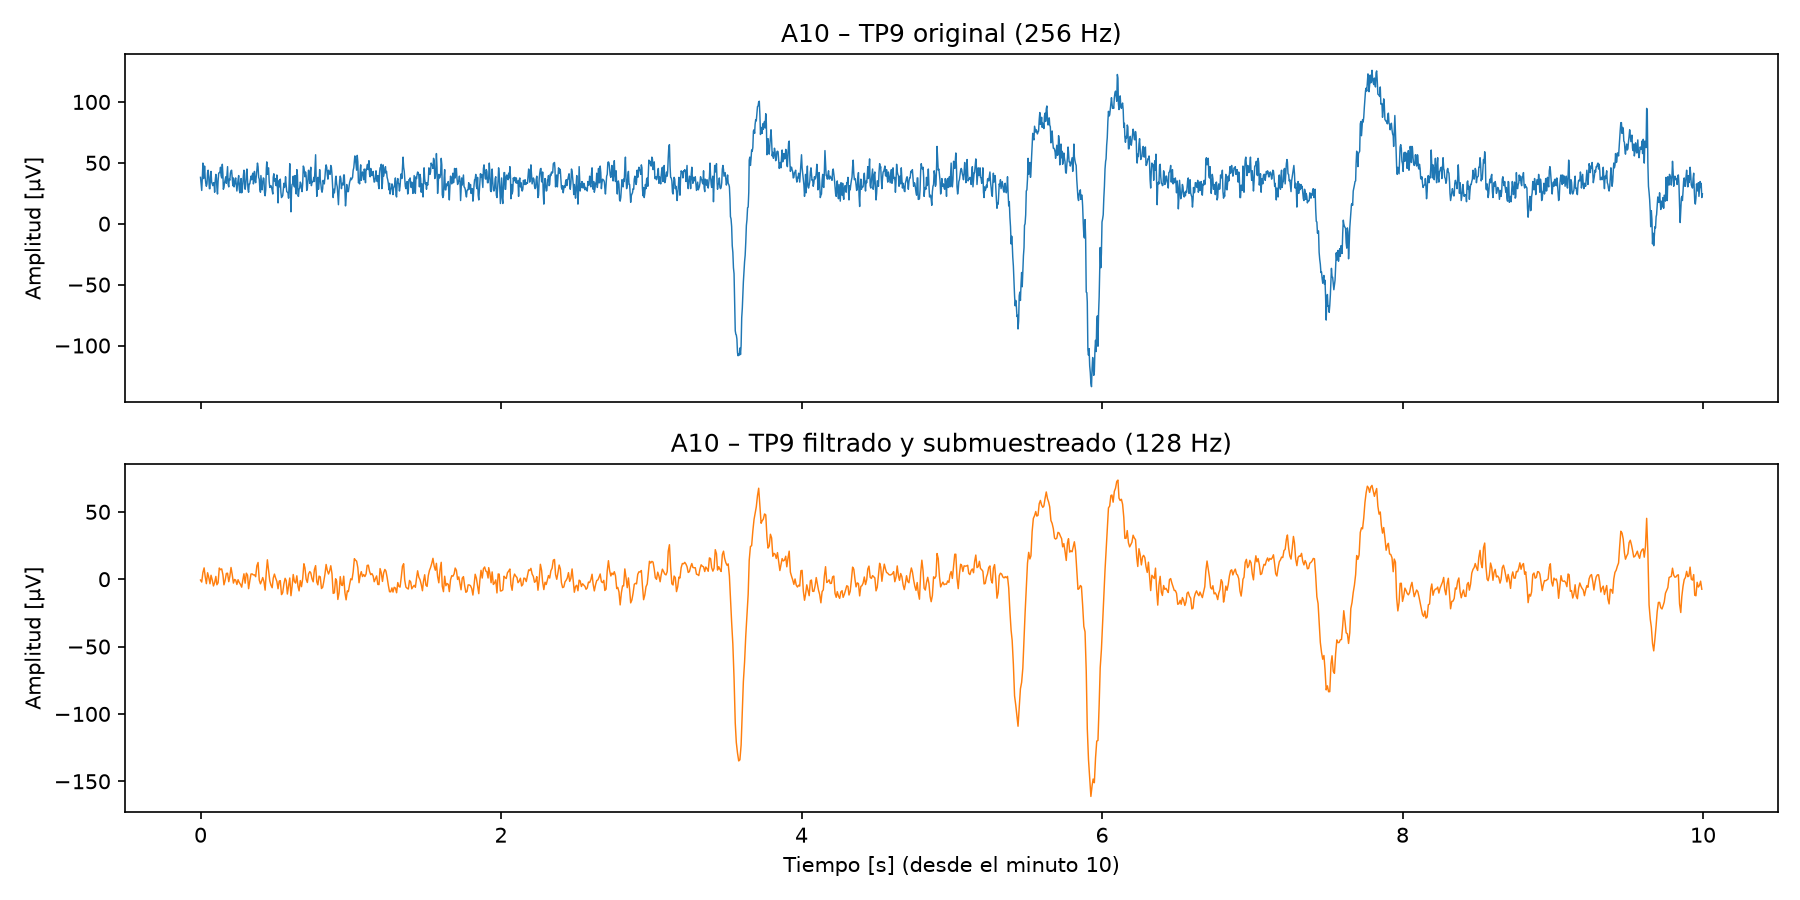 A10 – TP9 original (256 Hz)
Amplitud [µV]
100
50
0
−50
−100
A10 – TP9 filtrado y submuestreado (128 Hz)
Amplitud [µV]
50
0
−50
−100
−150
0 2 4 6 8 10
Tiempo [s] (desde el minuto 10)